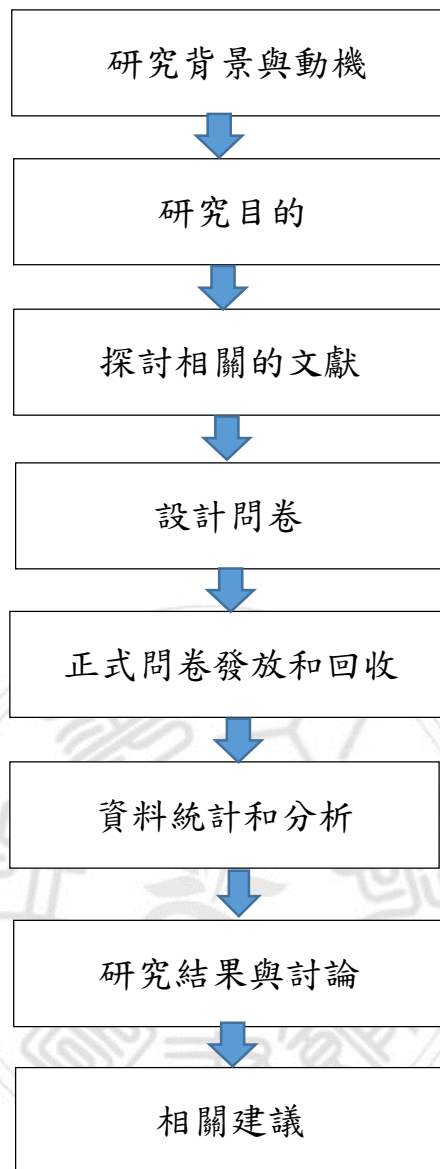 研究背景與動機
研究目的
探討相關的文獻
設計問卷
正式問卷發放和回收
資料統計和分析
研究結果與討論
相關建議